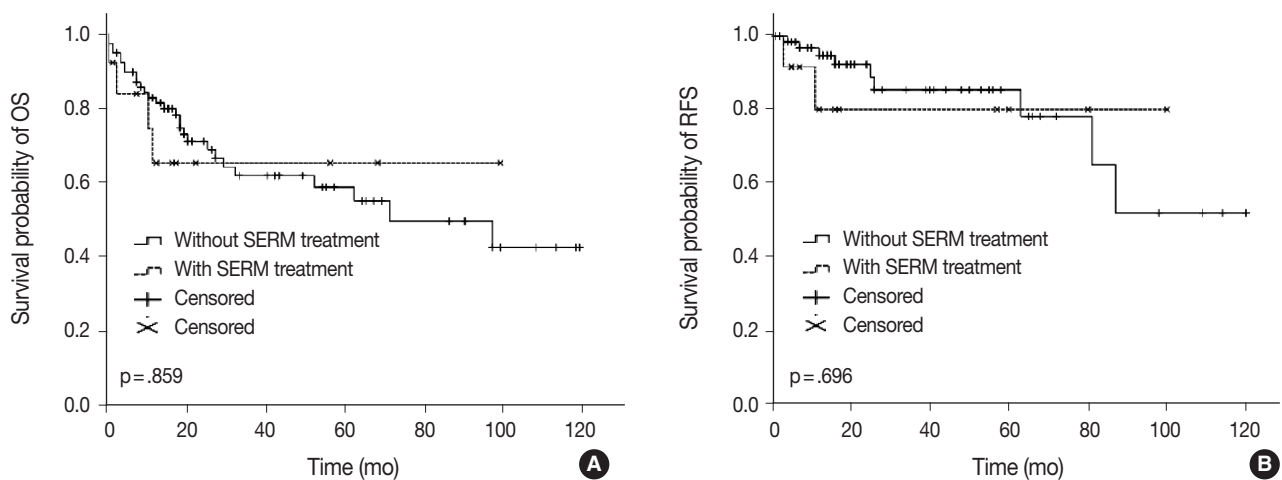 Survival probability of OS
1.0
0.8
0.6
0.4
0.2
0.0
Without SERM treatment
With SERM treatment
Censored
Censored
p=.859
0 20 40 60 80 100 120
Time (mo)
A
Survival probability of RFS
1.0
0.8
0.6
0.4
0.2
0.0
Without SERM treatment
With SERM treatment
Censored
Censored
p=.696
0 20 40 60 80 100 120
Time (mo)
B